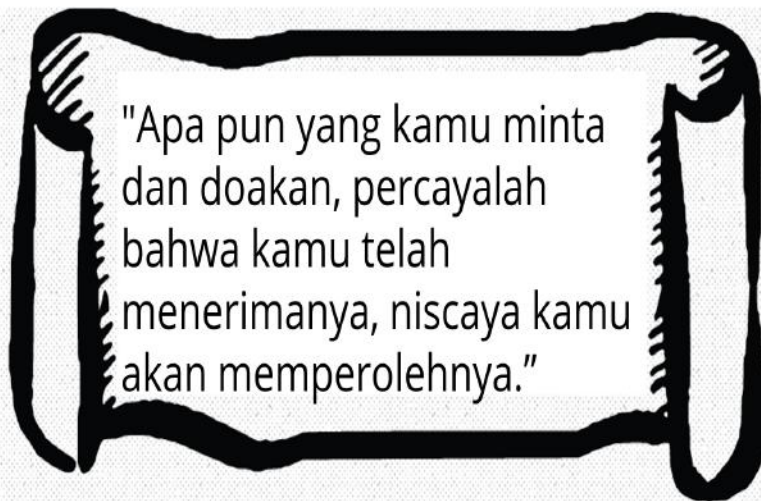 "Apa pun yang kamu minta
dan doakan, percayalah
bahwa kamu telah
menerimanya, niscaya kamu
akan memperolehnya.”